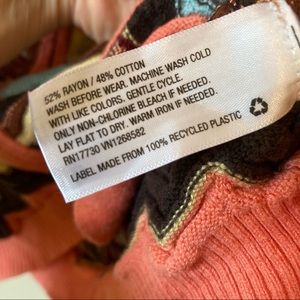 52% RAYON / 48% COTTON
WASH BEFORE WEAR. MACHINE WASH COLD
WITH LIKE COLORS. GENTLE CYCLE.
ONLY NON-CHLORINE BLEACH IF NEEDED.
LAY FLAT TO DRY. WARM IRON IF NEEDED.
RN17730 VN1268582
LABEL MADE FROM 100% RECYCLED PLASTIC